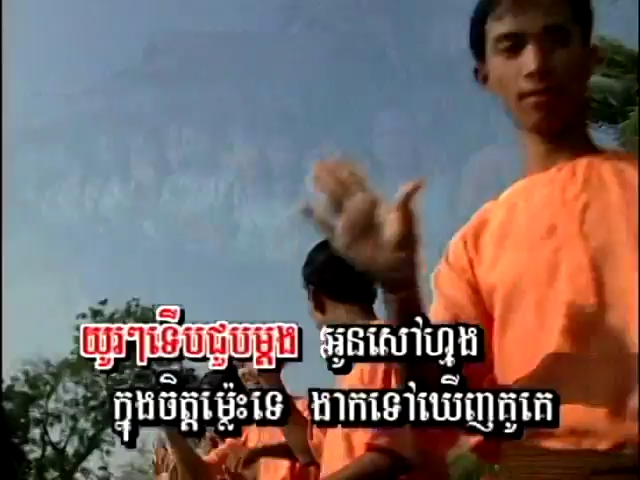 យូរៗទើបជួបម្ដង អូនសៅហ្មង
ក្នុងចិត្តម្ល៉េះទេ ងាកទៅឃើញគូគេ